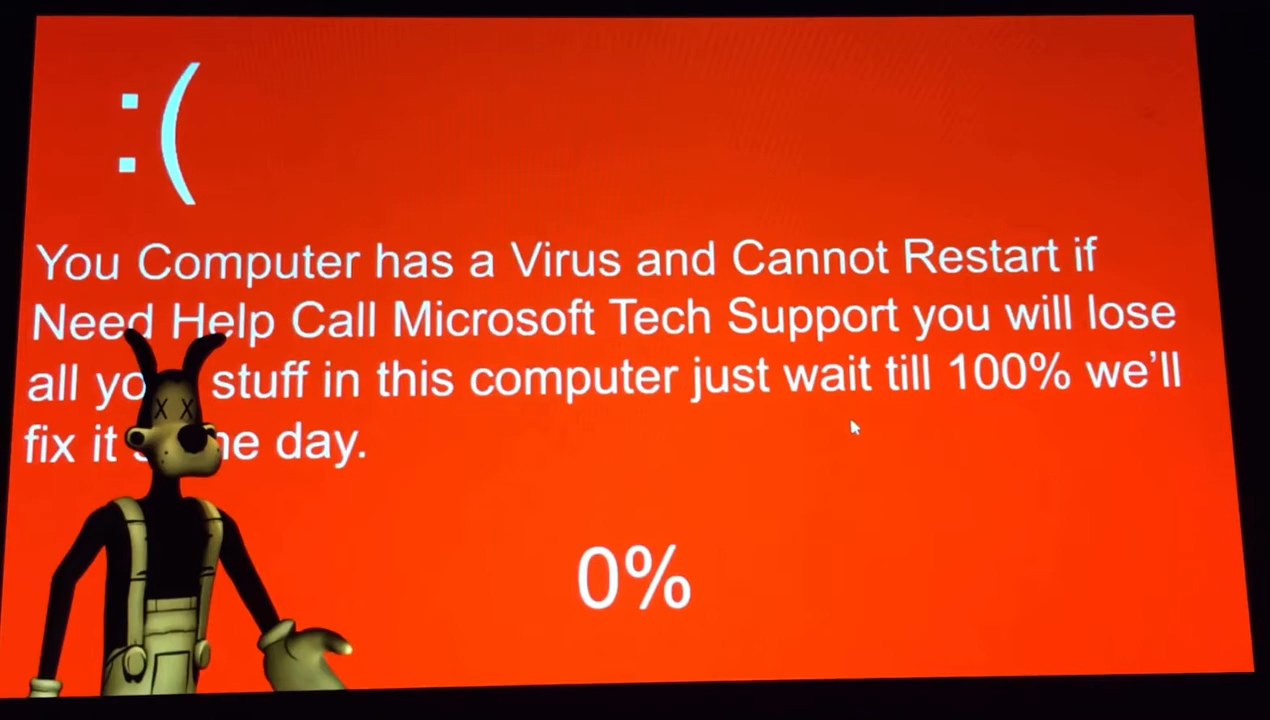 :(
You Computer has a Virus and Cannot Restart if
Need Help Call Microsoft Tech Support you will lose
all stuff in this computer just wait till 100% we'll
fix it day.
0%